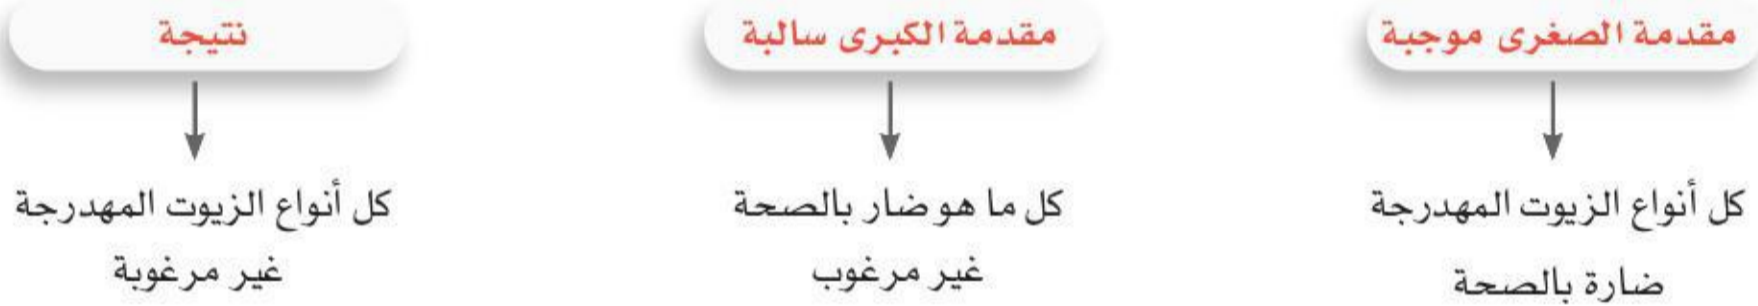 مقدمة الصغرى موجبة
كل أنواع الزيوت المهدرجة
ضارة بالصحة
مقدمة الكبرى سالبة
كل ما هو ضار بالصحة
غير مرغوب
نتيجة
كل أنواع الزيوت المهدرجة
غير مرغوبة